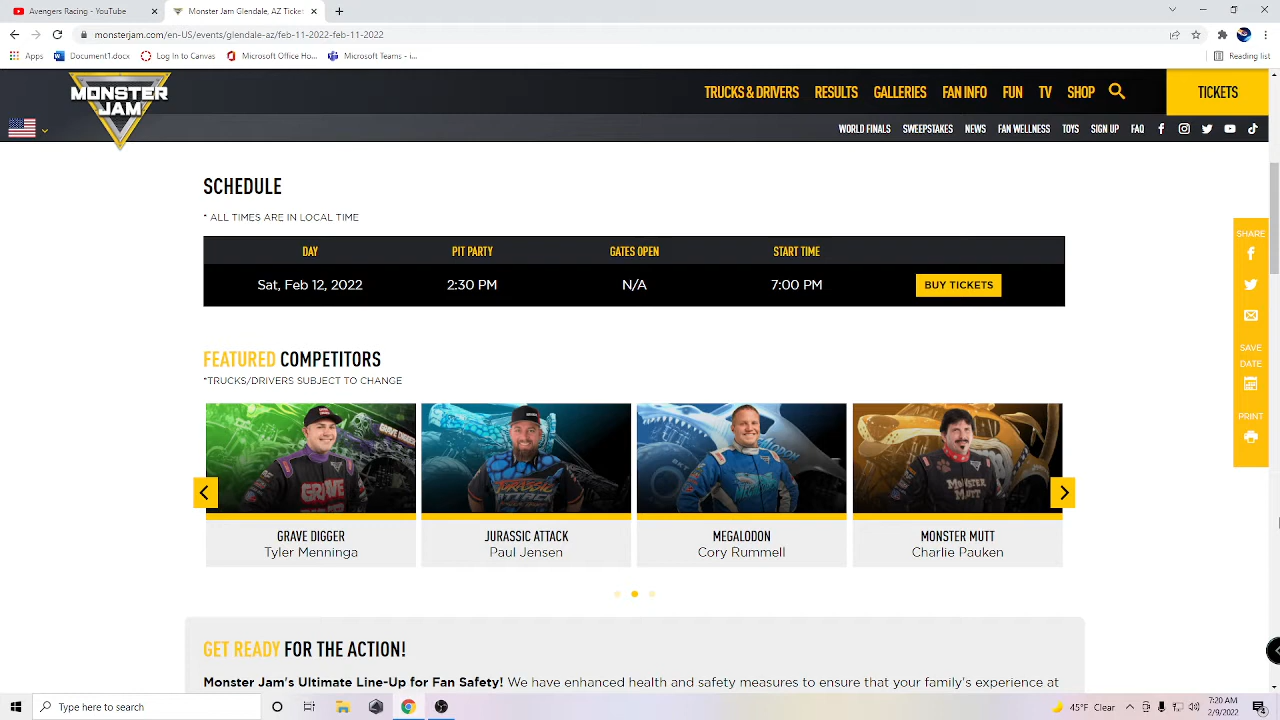 Avengers Racing - YouTube
Monster Jam Tickets
monsterjam.com/en-US/events/glendale-az/feb-11-2022-feb-11-2022
Apps Document1.docx Log In to Canvas Microsoft Office, A... Microsoft Teams - i... Reading list
MONSTER JAM
TRUCKS & DRIVERS RESULTS GALLERIES FAN INFO FUN TV SHOP TICKETS
WORLD FINALS SWEEPSTAKES NEWS FAN WELLNESS TOYS SIGN UP FAQ
SCHEDULE
* ALL TIMES ARE IN LOCAL TIME
DAY PIT PARTY GATES OPEN START TIME
Sat, Feb 12, 2022 2:30 PM N/A 7:00 PM BUY TICKETS
SHARE
SAVE
DATE
PRINT
FEATURED COMPETITORS
*TRUCKS/DRIVERS SUBJECT TO CHANGE
GRAVE DIGGER
Tyler Menninga
JURASSIC ATTACK
Paul Jensen
MEGALODON
Cory Rummell
MONSTER MUTT
Charlie Pauken
GET READY FOR THE ACTION!
Monster Jam's Ultimate Line-Up for Fan Safety! We have enhanced health and safety measures to ensure that your family's experience at
Type here to search
45°F Clear
7:20 AM
2/9/2022